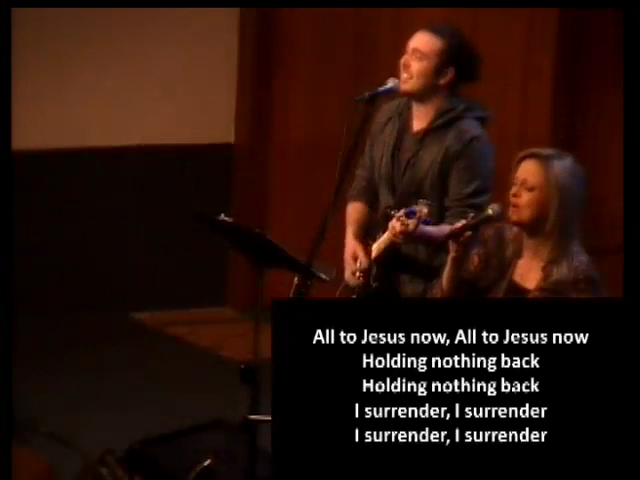 All to Jesus now, All to Jesus now
Holding nothing back
Holding nothing back
I surrender, I surrender
I surrender, I surrender